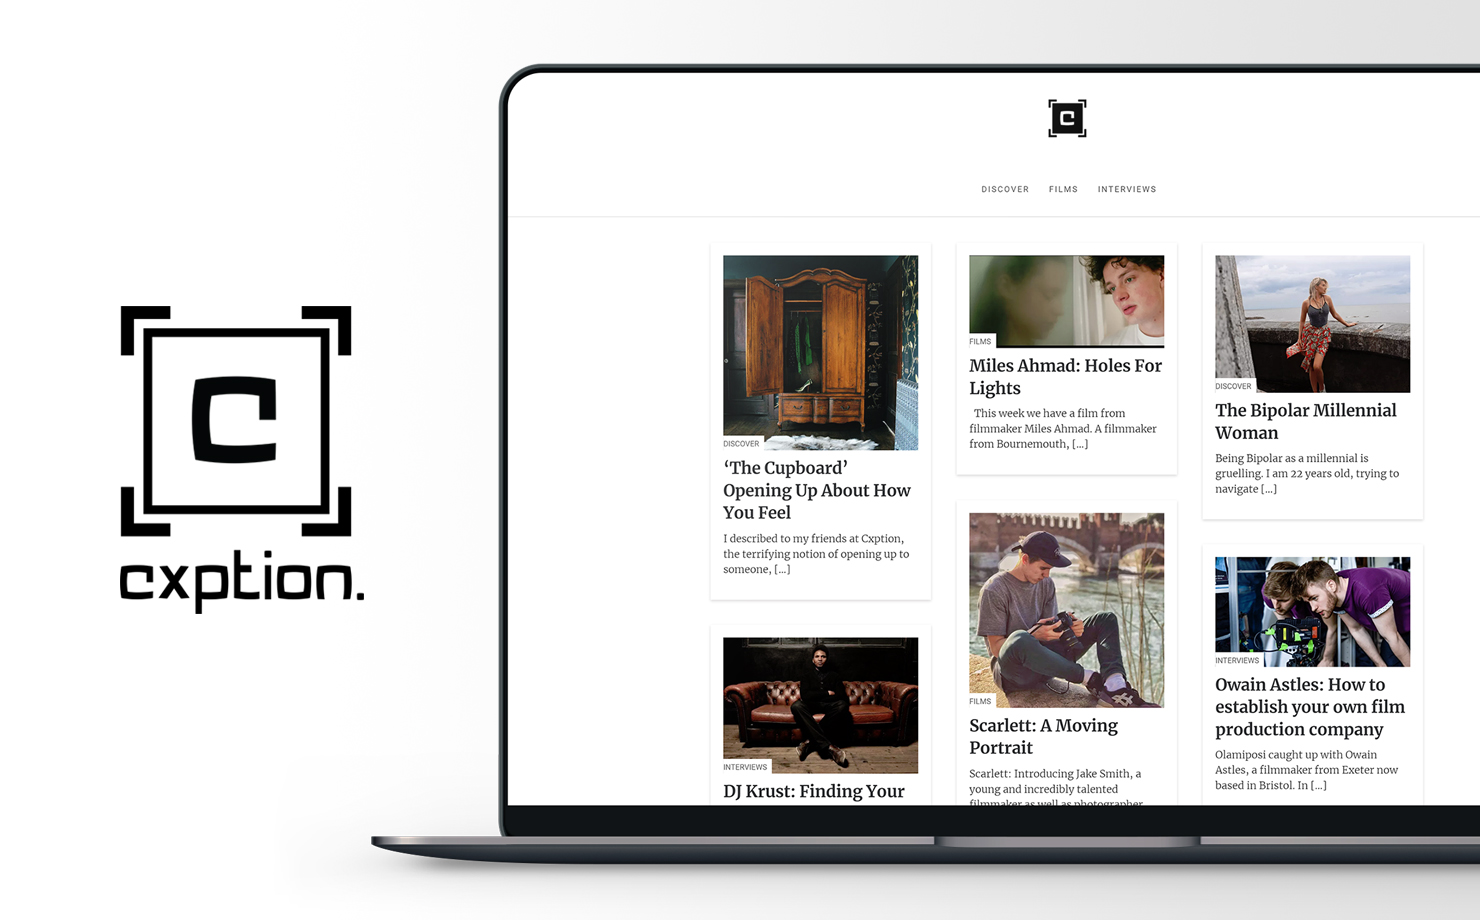 c
cxption.
c
DISCOVER FILMS INTERVIEWS
DISCOVER
‘The Cupboard’
Opening Up About How
You Feel
I described to my friends at Cxption,
the terrifying notion of opening up to
someone, [...]
INTERVIEWS
DJ Krust: Finding Your
FILMS
Miles Ahmad: Holes For
Lights
This week we have a film from
filmmaker Miles Ahmad. A filmmaker
from Bournemouth, [...]
FILMS
Scarlett: A Moving
Portrait
Scarlett: Introducing Jake Smith, a
young and incredibly talented
filmmaker as well as photographer
DISCOVER
The Bipolar Millennial
Woman
Being Bipolar as a millennial is
gruelling. I am 22 years old, trying to
navigate [...]
INTERVIEWS
Owain Astles: How to
establish your own film
production company
Olamiposi caught up with Owain
Astles, a filmmaker from Exeter now
based in Bristol. In [...]